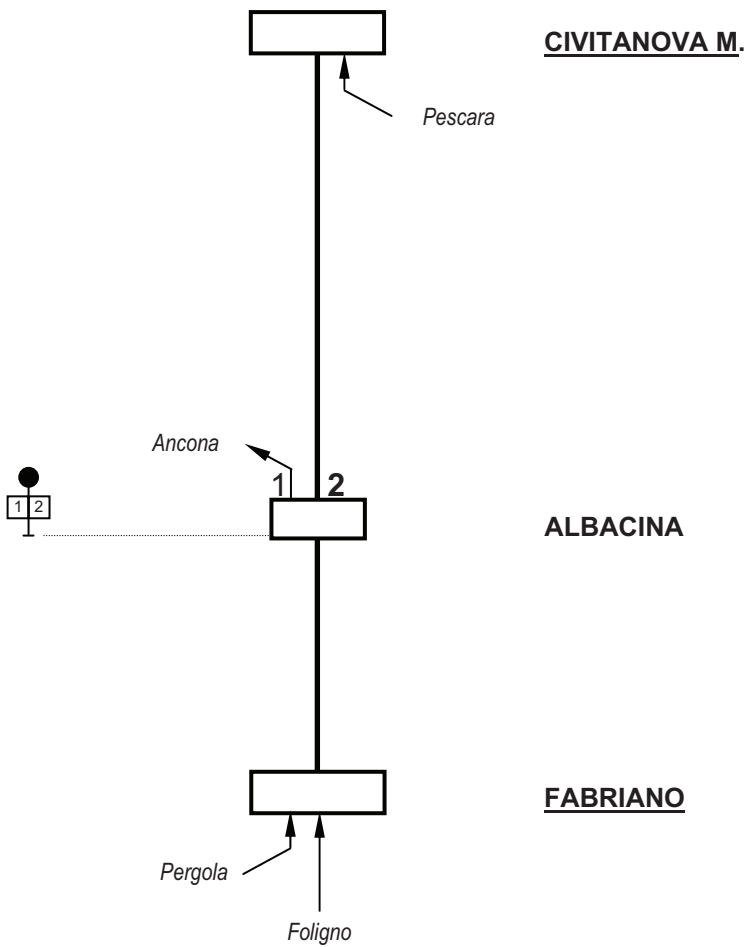 CIVITANOVA M.
Pescara
Ancona
1 2
1 2
ALBACINA
FABRIANO
Pergola
Foligno